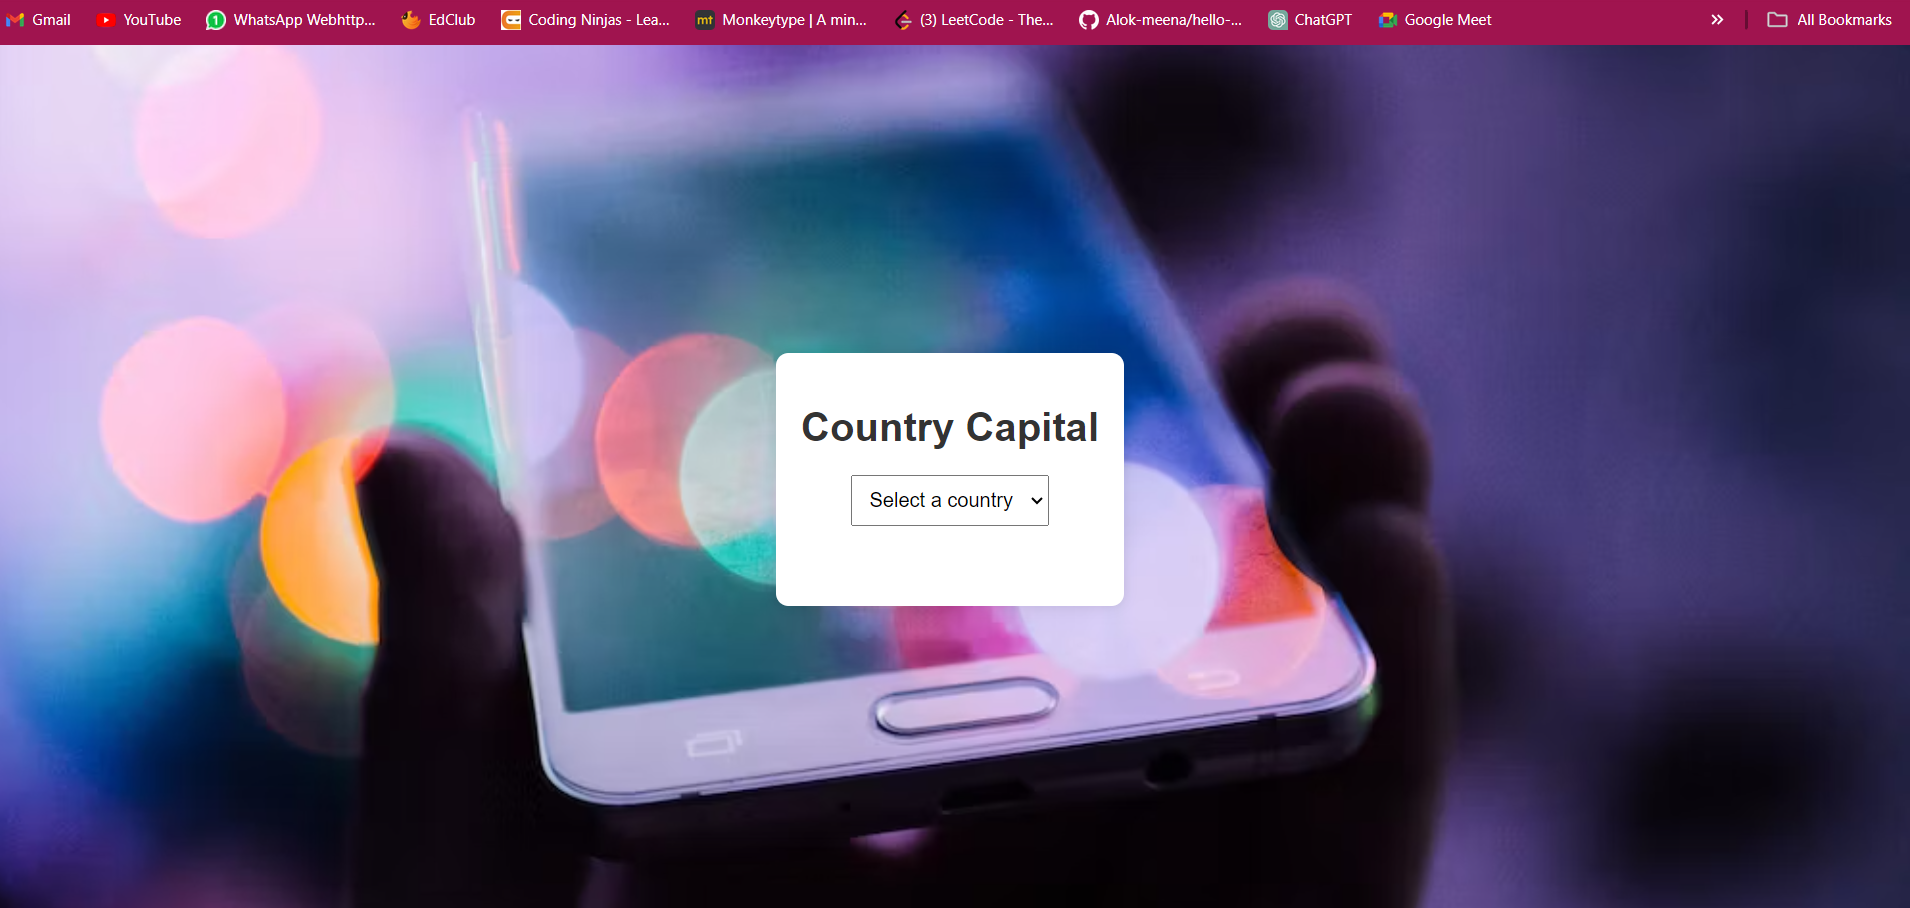 Gmail YouTube WhatsApp Webhttp... EdClub Coding Ninjas - Lea... Monkeytype | A min... (3) LeetCode - The... Alok-meena/hello-... ChatGPT Google Meet » All Bookmarks
Country Capital
Select a country